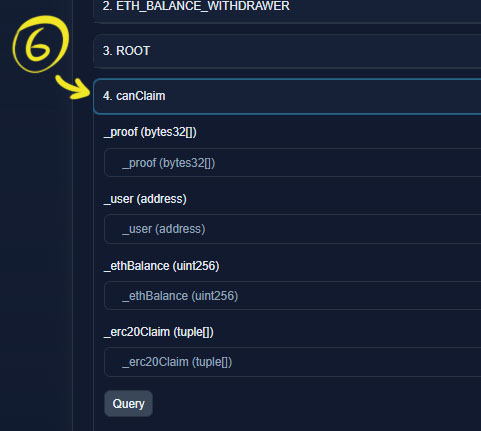 2. ETH_BALANCE_WITHDRAWER
6
3. ROOT
4. canClaim
_proof (bytes32[])
_proof (bytes32[])
_user (address)
_user (address)
_ethBalance (uint256)
_ethBalance (uint256)
_erc20Claim (tuple[])
_erc20Claim (tuple[])
Query